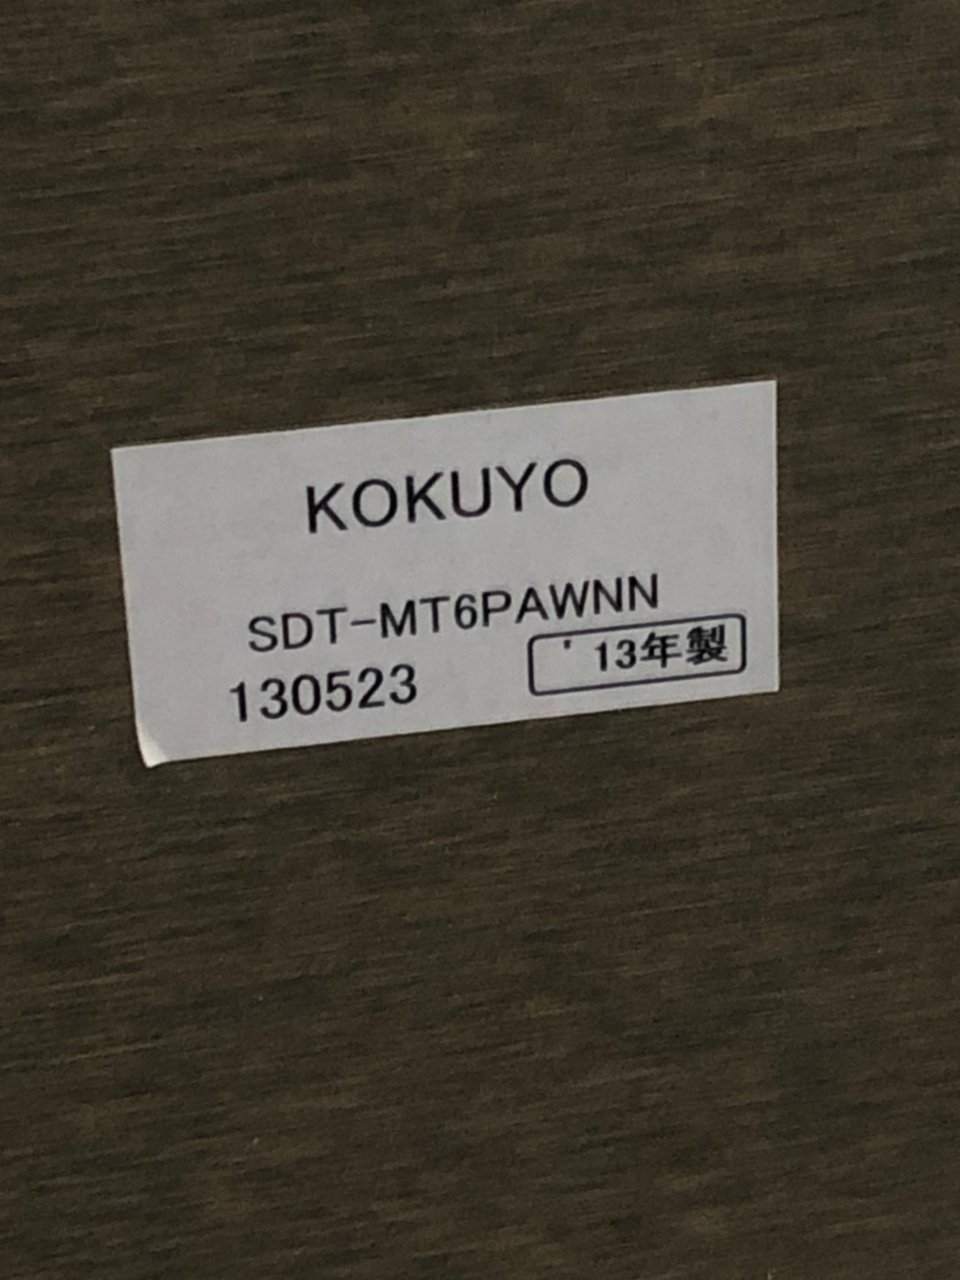 KOKUYO
SDT-MT6PAWNN
130523
'13年製